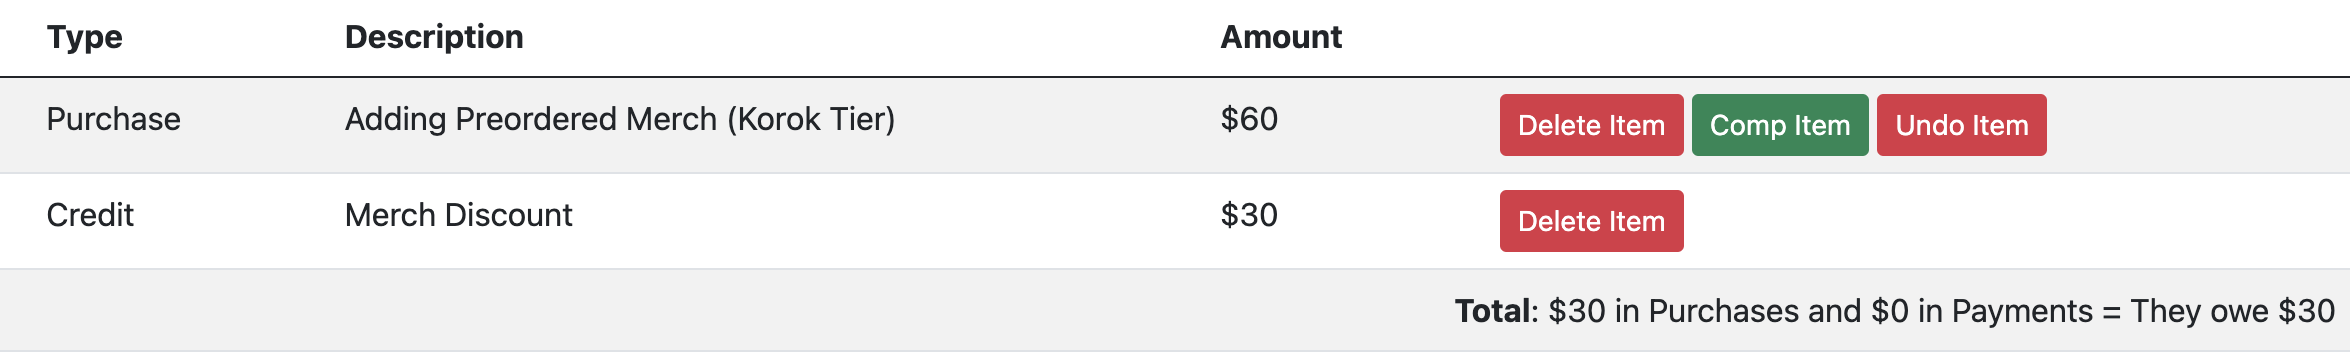 Type Description Amount
Purchase Adding Preordered Merch (Korok Tier) $60 Delete Item Comp Item Undo Item
Credit Merch Discount $30 Delete Item
Total: $30 in Purchases and $0 in Payments = They owe $30